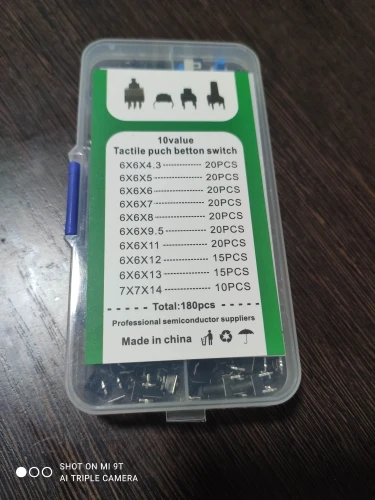 10value
Tactile puch betton switch
6X6X4.3------------20PCS
6X6X5--------------20PCS
6X6X6--------------20PCS
6X6X7--------------20PCS
6X6X8--------------20PCS
6X6X9.5-----------20PCS
6X6X11------------20PCS
6X6X12------------15PCS
6X6X13------------15PCS
7X7X14------------10PCS
------Total:180pcs------
Professional semiconductor suppliers
Made in china
SHOT ON MI 9T
AI TRIPLE CAMERA